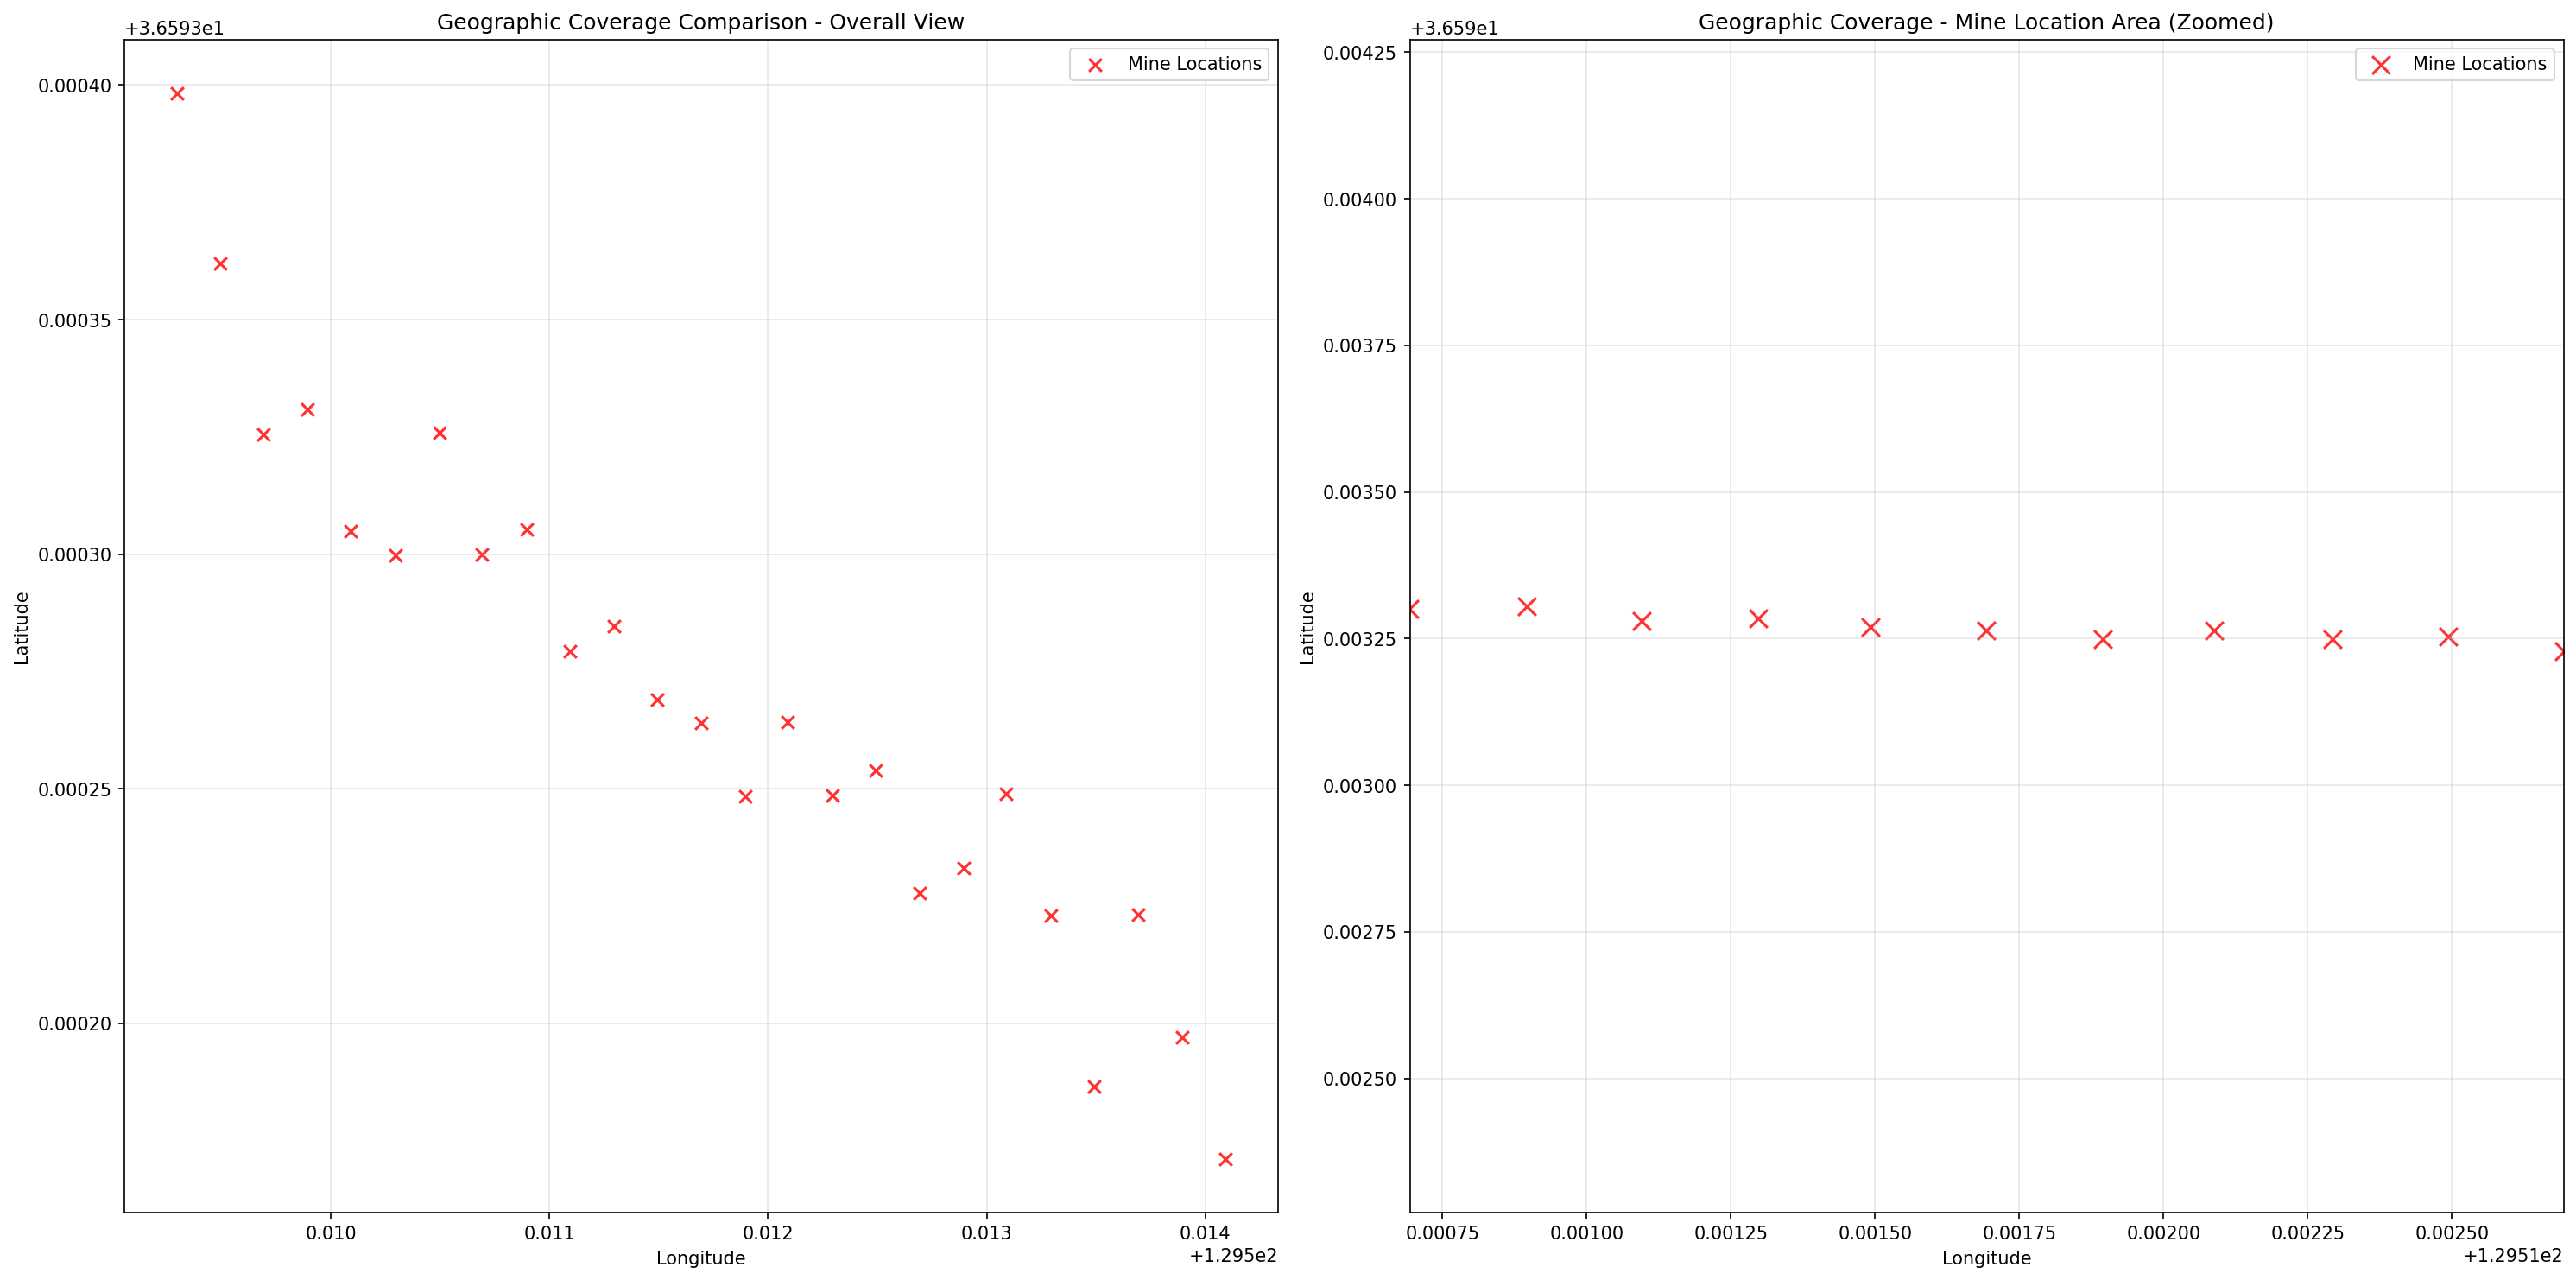 Geographic Coverage Comparison - Overall View
+3.6593e1
Mine Locations
0.00040
0.00035
0.00030
0.00025
0.00020
Latitude
0.010 0.011 0.012 0.013 0.014
Longitude
+1.295e2
Geographic Coverage - Mine Location Area (Zoomed)
+3.659e1
Mine Locations
0.00425
0.00400
0.00375
0.00350
0.00325
0.00300
0.00275
0.00250
Latitude
0.00075 0.00100 0.00125 0.00150 0.00175 0.00200 0.00225 0.00250
Longitude
+1.2951e2